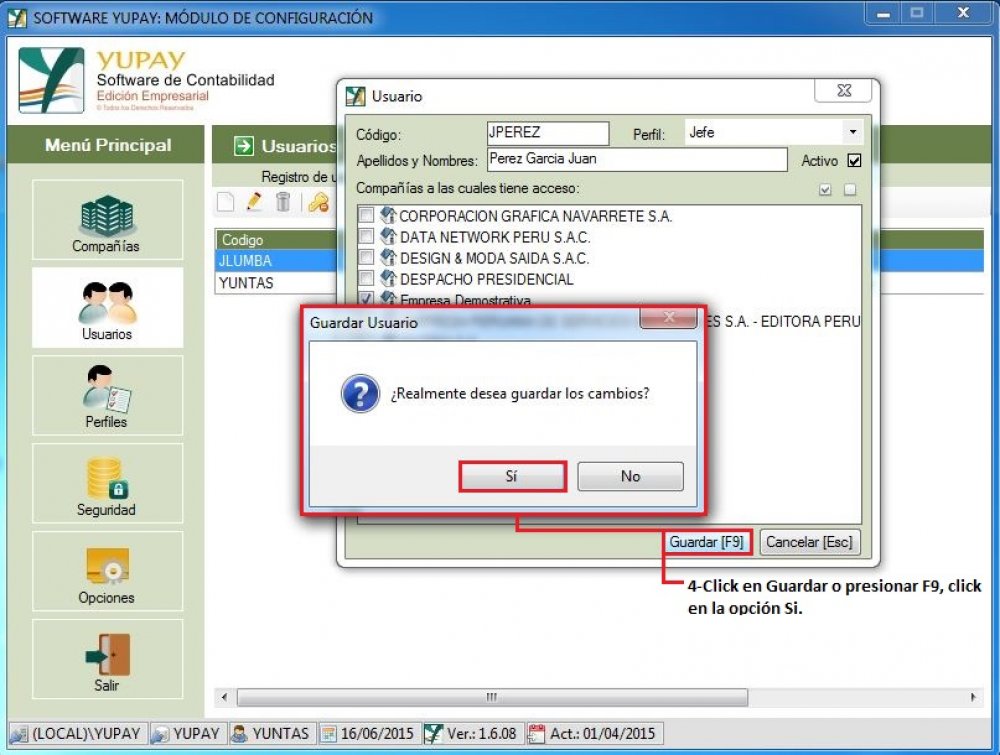 SOFTWARE YUPAY: MÓDULO DE CONFIGURACIÓN
YUPAY
Software de Contabilidad
Edición Empresarial
© Todos los Derechos Reservados
Menú Principal
Compañías
Usuarios
Perfiles
Seguridad
Opciones
Salir
Usuarios
Registro de u
Codigo
JLUMBA
YUNTAS
Usuario
Código: JPEREZ Perfil: Jefe
Apellidos y Nombres: Perez Garcia Juan Activo
Compañías a las cuales tiene acceso:
CORPORACION GRAFICA NAVARRETE S.A.
DATA NETWORK PERU S.A.C.
DESIGN & MODA SAIDA S.A.C.
DESPACHO PRESIDENCIAL
Empresa Demostrativa
ES S.A. - EDITORA PERU
Guardar Usuario
¿Realmente desea guardar los cambios?
Sí No
Guardar [F9] Cancelar [Esc]
4-Click en Guardar o presionar F9, click
en la opción Si.
(LOCAL)\YUPAY YUPAY YUNTAS 16/06/2015 Ver.: 1.6.08 Act.: 01/04/2015